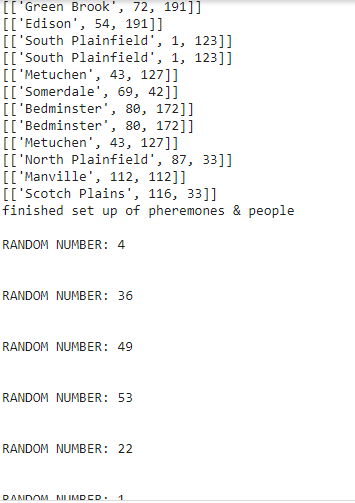 [['Green Brook', 72, 191]]
[['Edison', 54, 191]]
[['South Plainfield', 1, 123]]
[['South Plainfield', 1, 123]]
[['Metuchen', 43, 127]]
[['Somerdale', 69, 42]]
[['Bedminster', 80, 172]]
[['Bedminster', 80, 172]]
[['Metuchen', 43, 127]]
[['North Plainfield', 87, 33]]
[['Manville', 112, 112]]
[['Scotch Plains', 116, 33]]
finished set up of pheremones & people
RANDOM NUMBER: 4
RANDOM NUMBER: 36
RANDOM NUMBER: 49
RANDOM NUMBER: 53
RANDOM NUMBER: 22
RANDOM NUMBER: 1